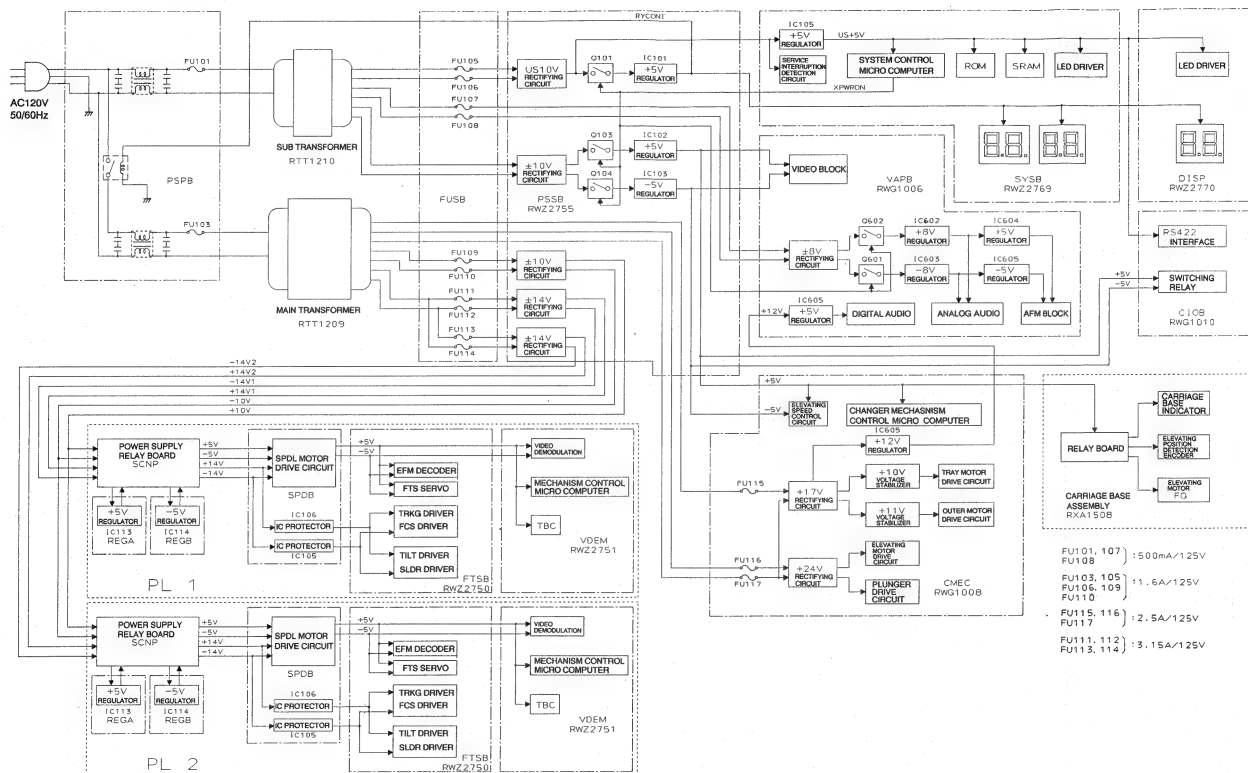 AC120V
50/60Hz
PSPB
FU101
FU103
SUB TRANSFORMER
RTT1210
MAIN TRANSFORMER
RTT1209
FU105
FU106
FU107
FU108
FU109
FU110
FU111
FU112
FU113
FU114
FUSB
RYCONT
US10V
RECTIFYING
CIRCUIT
Q101
IC101
+5V
REGULATOR
±10V
RECTIFYING
CIRCUIT
Q103
IC102
+5V
REGULATOR
Q104
IC103
-5V
REGULATOR
PSSB
RWZ2755
±10V
RECTIFYING
CIRCUIT
±14V
RECTIFYING
CIRCUIT
±14V
RECTIFYING
CIRCUIT
IC105
+5V
REGULATOR
US+5V
SERVICE
INTERRUPTION
DETECTION
CIRCUIT
SYSTEM CONTROL
MICRO COMPUTER
ROM
SRAM
LED DRIVER
XPWRON
SYSB
RWZ2769
LED DRIVER
DISP
RWZ2770
VIDEO BLOCK
VAPB
RWG1006
±8V
RECTIFYING
CIRCUIT
Q602
IC602
+8V
REGULATOR
IC604
+5V
REGULATOR
Q601
IC603
-8V
REGULATOR
IC605
-5V
REGULATOR
+12V
IC605
+5V
REGULATOR
DIGITAL AUDIO
ANALOG AUDIO
AFM BLOCK
RS422
INTERFACE
+5V
-5V
SWITCHING
RELAY
CIOB
RWG1010
-14V2
+14V2
-14V1
+14V1
-10V
+10V
+5V
-5V
ELEVATING
SPEED
CONTROL
CIRCUIT
CHANGER MECHASNISM
CONTROL MICRO COMPUTER
IC605
+12V
REGULATOR
FU115
+17V
RECTIFYING
CIRCUIT
+10V
VOLTAGE
STABILIZER
TRAY MOTOR
DRIVE CIRCUIT
+11V
VOLTAGE
STABILIZER
OUTER MOTOR
DRIVE CIRCUIT
FU116
FU117
+24V
RECTIFYING
CIRCUIT
ELEVATING
MOTOR
DRIVE
CIRCUIT
PLUNGER
DRIVE
CIRCUIT
CMEC
RWG1008
RELAY BOARD
CARRIAGE
BASE
INDICATOR
ELEVATING
POSITION
DETECTION
ENCODER
ELEVATING
MOTOR
FG
CARRIAGE BASE
ASSEMBLY
RXA1508
FU101, 107
FU108
:500mA/125V
FU103, 105
FU106, 109
FU110
:1.6A/125V
FU115, 116
FU117
:2.5A/125V
FU111, 112
FU113, 114
:3.15A/125V
POWER SUPPLY
RELAY BOARD
SCNP
+5V
-5V
+14V
-14V
SPDL MOTOR
DRIVE CIRCUIT
SPDB
+5V
REGULATOR
IC113
REGA
-5V
REGULATOR
IC114
REGB
IC106
IC PROTECTOR
IC PROTECTOR
IC105
+5V
-5V
EFM DECODER
FTS SERVO
TRKG DRIVER
FCS DRIVER
TILT DRIVER
SLDR DRIVER
FTSB
RWZ2750
VIDEO
DEMODULATION
MECHANISM CONTROL
MICRO COMPUTER
TBC
VDEM
RWZ2751
PL 1
POWER SUPPLY
RELAY BOARD
SCNP
+5V
-5V
+14V
-14V
SPDL MOTOR
DRIVE CIRCUIT
SPDB
+5V
REGULATOR
IC113
REGA
-5V
REGULATOR
IC114
REGB
IC106
IC PROTECTOR
IC PROTECTOR
IC105
+5V
-5V
EFM DECODER
FTS SERVO
TRKG DRIVER
FCS DRIVER
TILT DRIVER
SLDR DRIVER
FTSB
RWZ2750
VIDEO
DEMODULATION
MECHANISM CONTROL
MICRO COMPUTER
TBC
VDEM
RWZ2751
PL 2